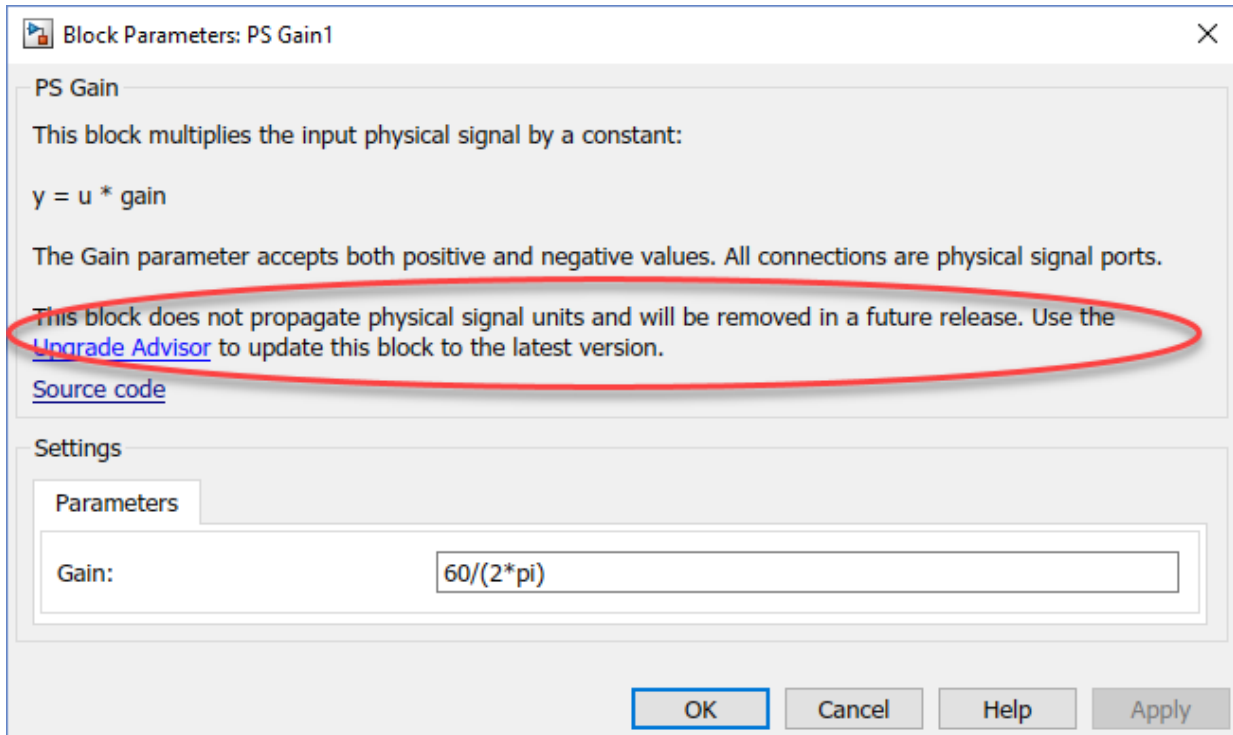 Block Parameters: PS Gain1
PS Gain
This block multiplies the input physical signal by a constant:
y = u * gain
The Gain parameter accepts both positive and negative values. All connections are physical signal ports.
This block does not propagate physical signal units and will be removed in a future release. Use the
Upgrade Advisor to update this block to the latest version.
Source code
Settings
Parameters
Gain: 60/(2*pi)
OK Cancel Help Apply